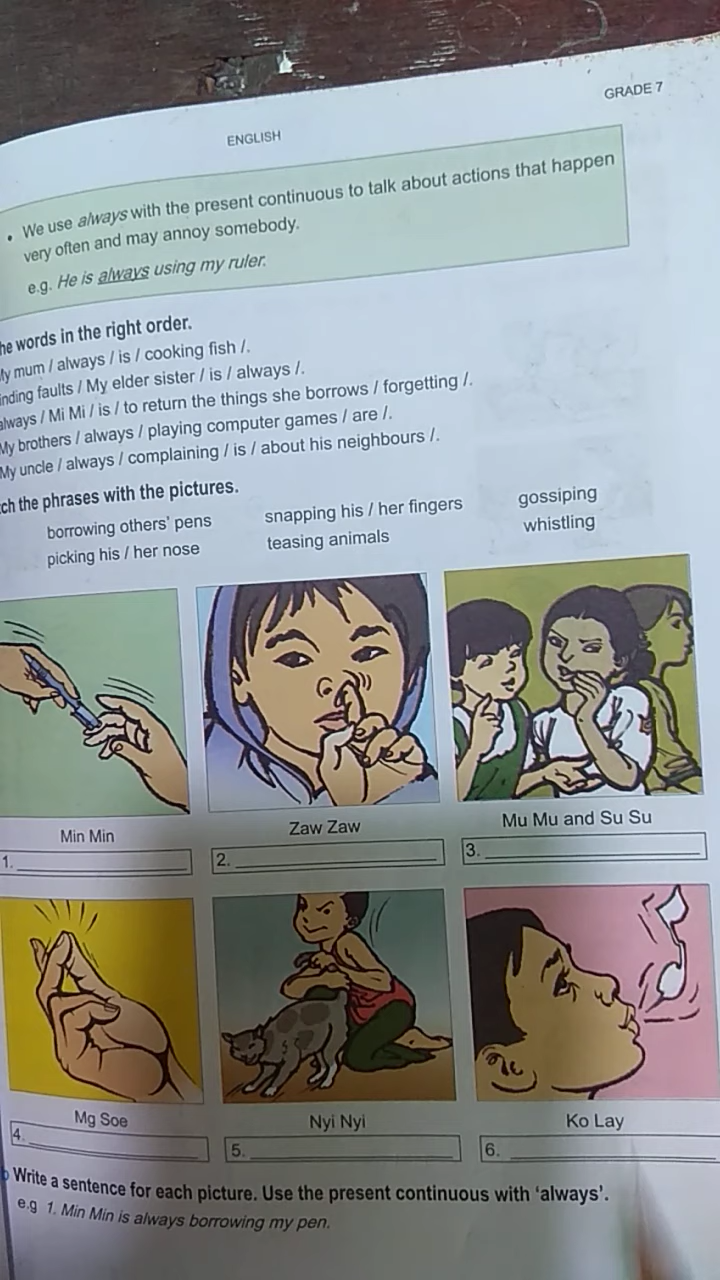 GRADE 7
ENGLISH
• We use always with the present continuous to talk about actions that happen
very often and may annoy somebody.
e.g. He is always using my ruler.
words in the right order.
mum / always / is / cooking fish /.
faults / My elder sister / is / always /.
/ Mi Mi / is / to return the things she borrows / forgetting /.
My brothers / always / playing computer games / are /.
My uncle / always / complaining / is / about his neighbours /.
the phrases with the pictures.
borrowing others' pens snapping his / her fingers gossiping
picking his / her nose teasing animals whistling
Min Min Zaw Zaw Mu Mu and Su Su
1. 2. 3.
Mg Soe Nyi Nyi Ko Lay
4. 5. 6.
Write a sentence for each picture. Use the present continuous with 'always'.
e.g 1. Min Min is always borrowing my pen.